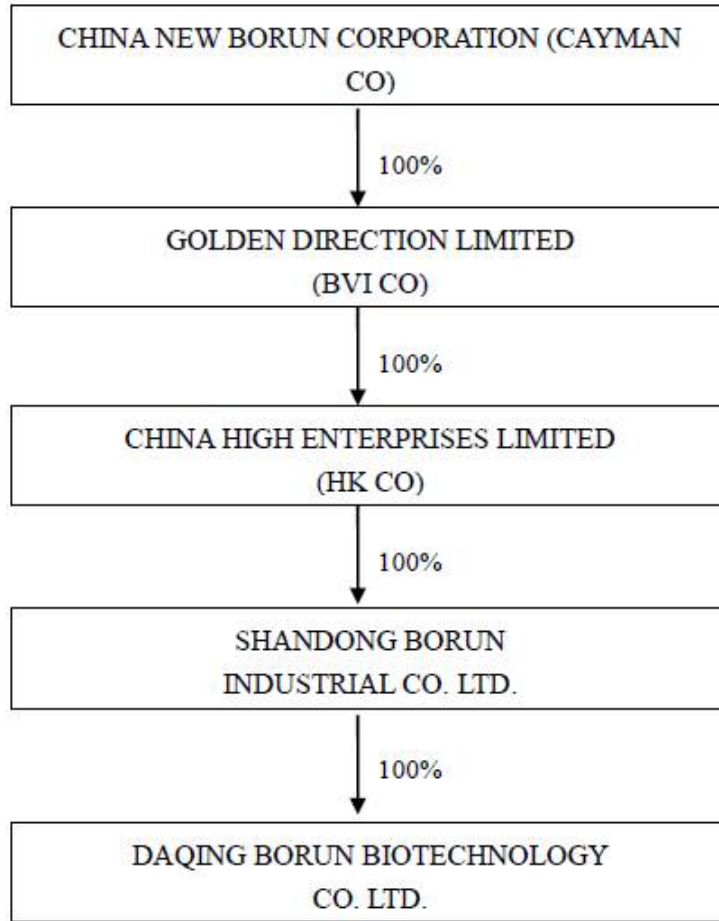 CHINA NEW BORUN CORPORATION (CAYMAN
CO)
100%
GOLDEN DIRECTION LIMITED
(BVI CO)
100%
CHINA HIGH ENTERPRISES LIMITED
(HK CO)
100%
SHANDONG BORUN
INDUSTRIAL CO. LTD.
100%
DAQING BORUN BIOTECHNOLOGY
CO. LTD.